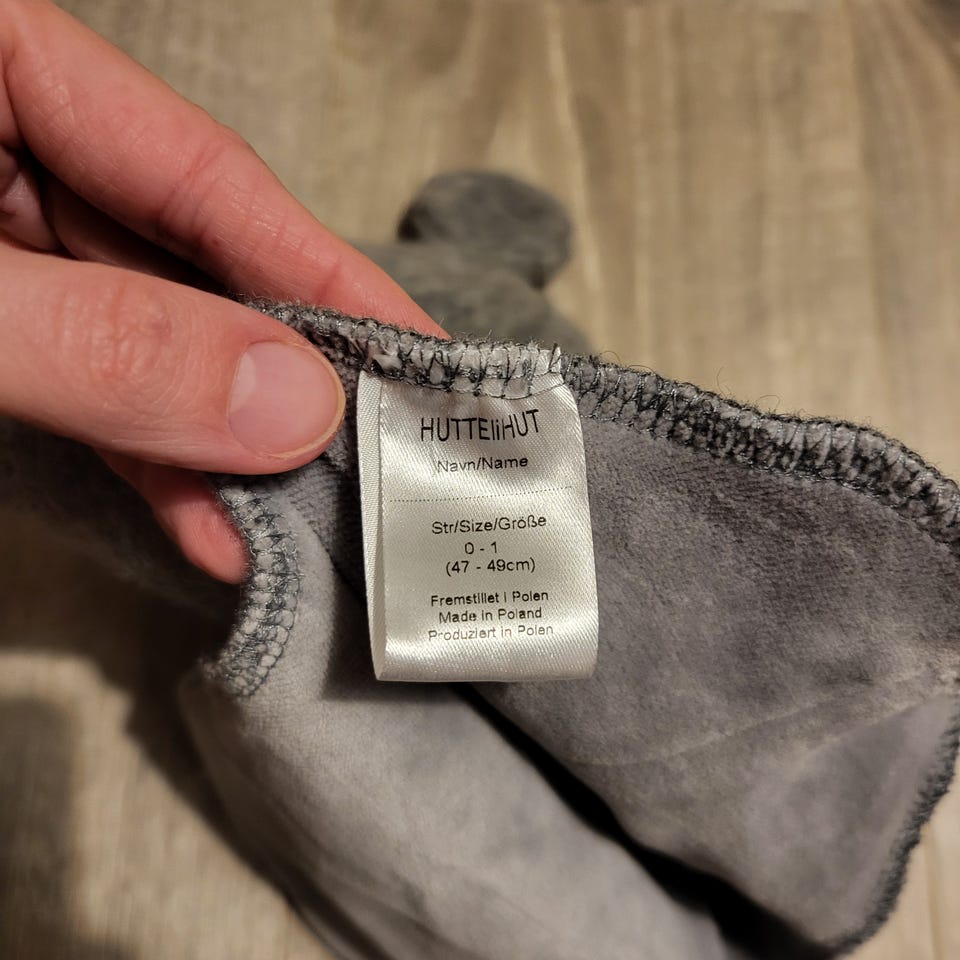 HUTTEliHUT
Navn/Name
Str/Size/Größe
0 - 1
(47 - 49cm)
Fremstillet i Polen
Made in Poland
Produziert in Polen